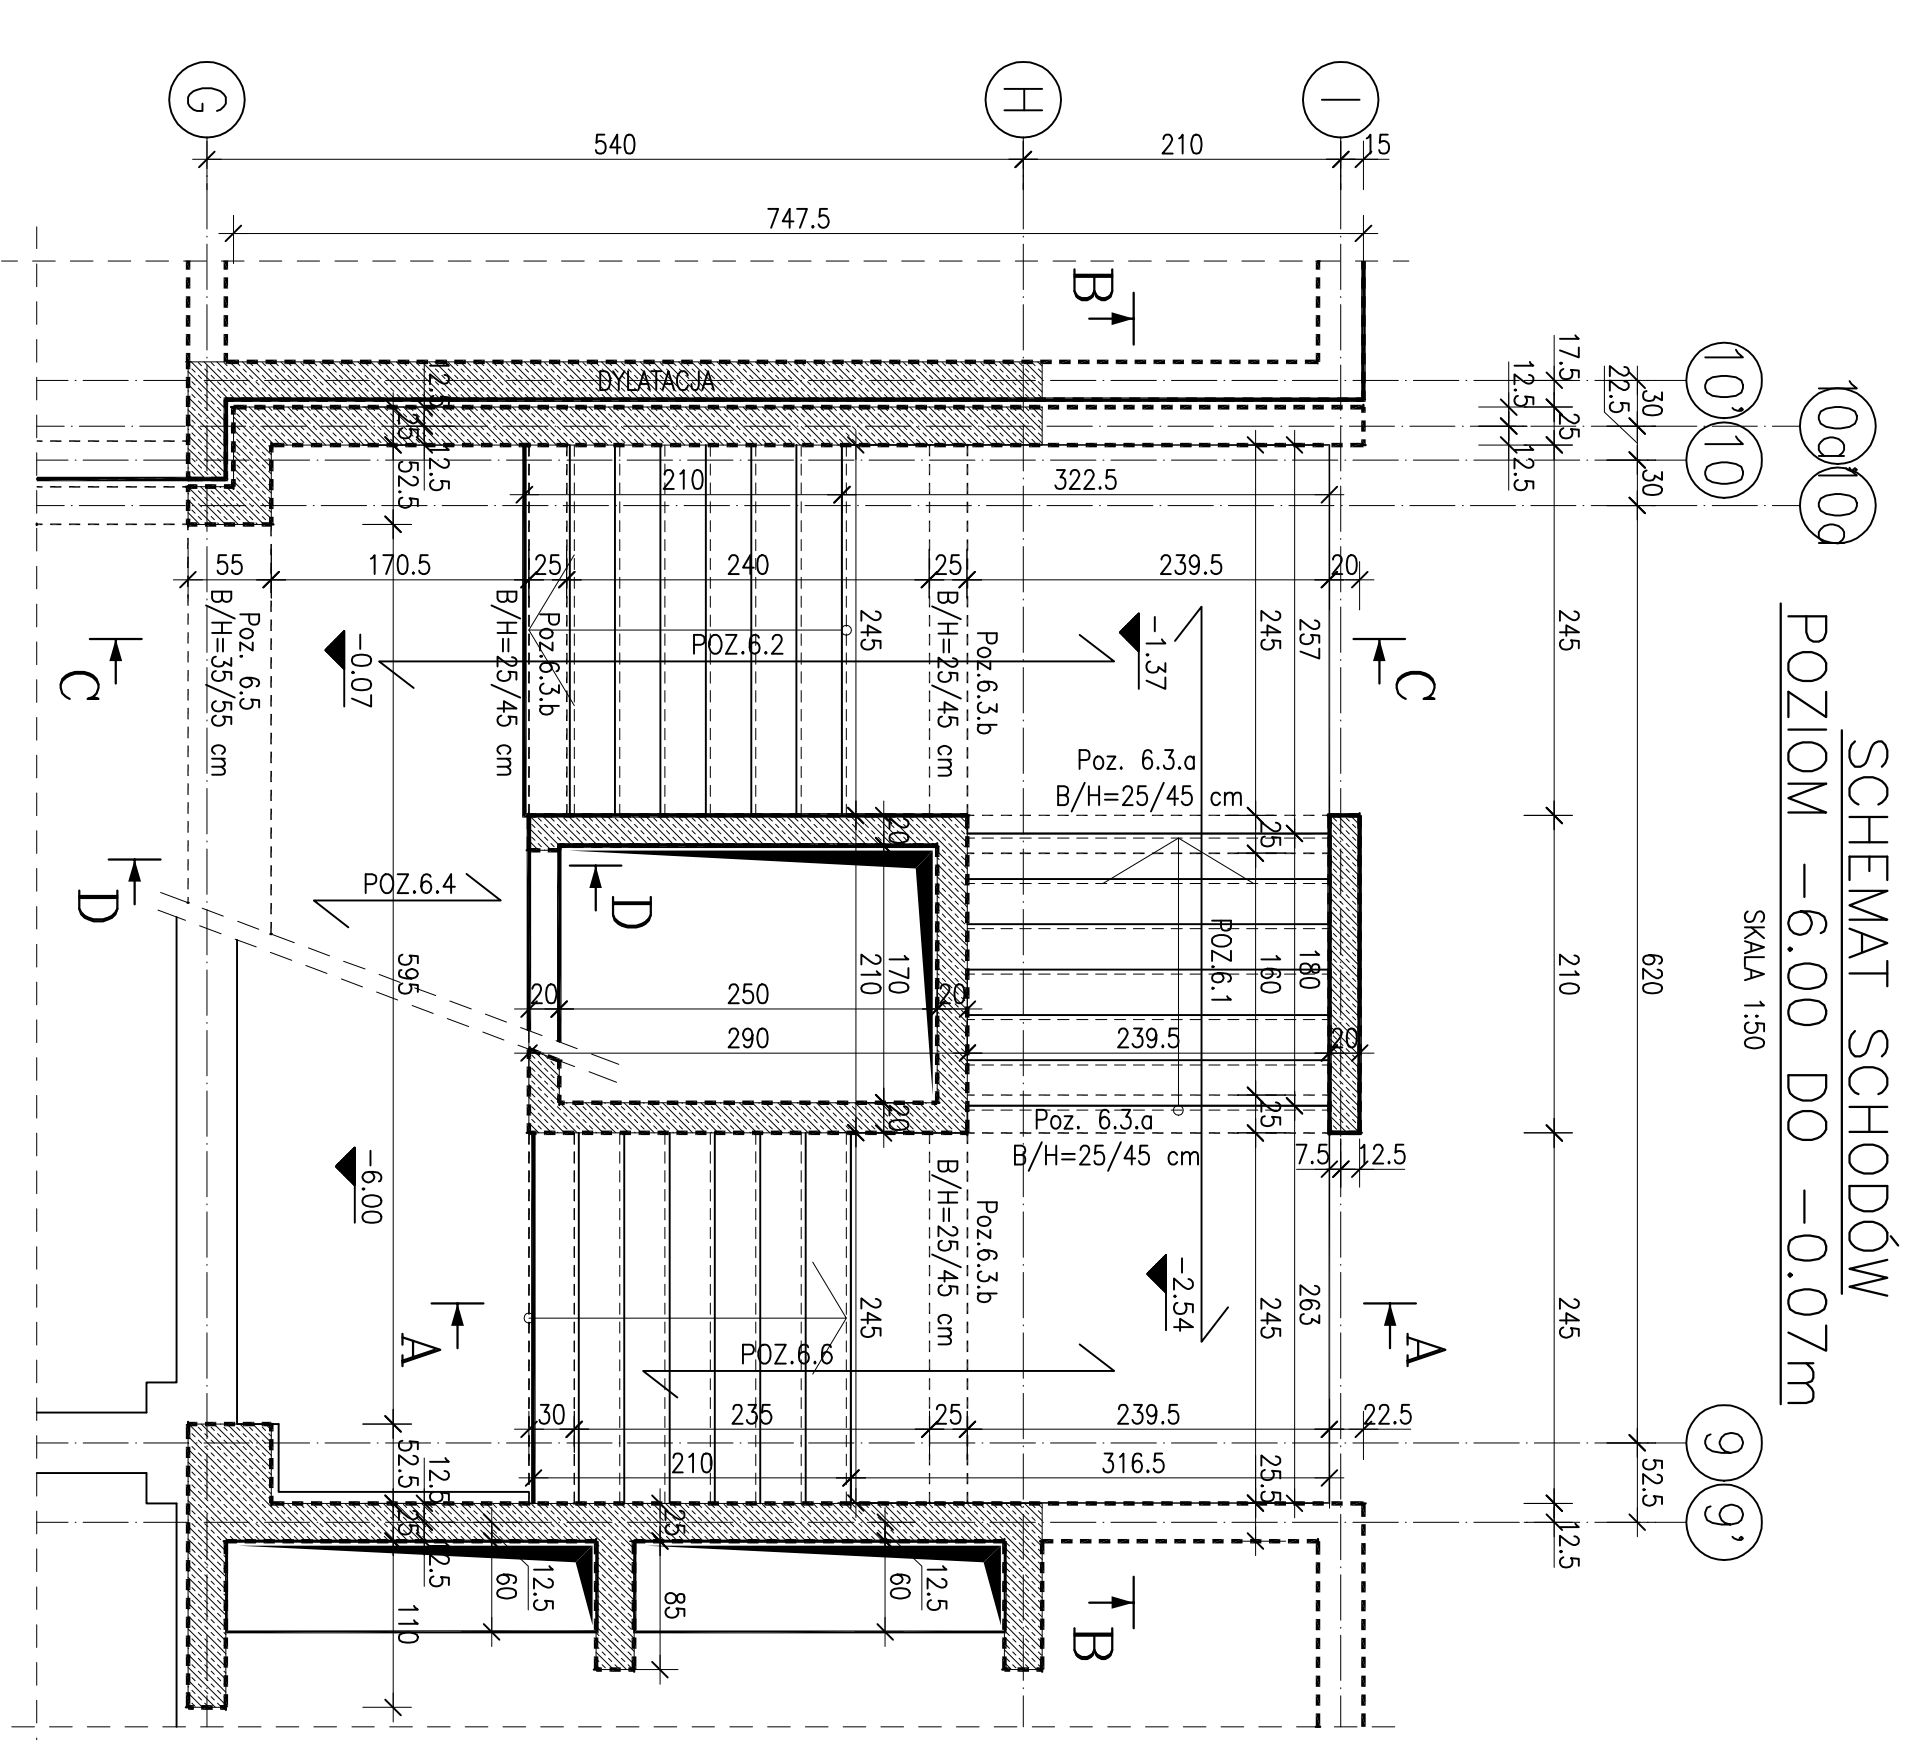 SCHEMAT SCHODÓW
POZIOM -6.00 DO -0.07m
SKALA 1:50
G
H
I
540
210
15
747.5
B
10'
10a'
10
10a
17.5
22.5
30
12.5
25
12.5
30
DYLATACJA
12.5
25
12.5
52.5
210
322.5
55
170.5
25
240
25
239.5
20
245
257
245
245
Poz. 6.5
B/H=35/55 cm
Poz.6.3.b
B/H=25/45 cm
Poz.6.3.b
B/H=25/45 cm
POZ.6.2
-0.07
-1.37
C
C
Poz. 6.3.a
B/H=25/45 cm
20
25
POZ.6.4
D
D
595
170
210
POZ.6.1
160
180
210
620
20
250
20
290
239.5
20
20
25
Poz. 6.3.a
B/H=25/45 cm
7.5
12.5
-6.00
-2.54
Poz.6.3.b
B/H=25/45 cm
245
245
263
245
A
A
POZ.6.6
30
235
25
239.5
22.5
210
316.5
25.5
52.5
12.5
9
9'
52.5
12.5
25
12.5
110
25
60
12.5
85
60
12.5
B